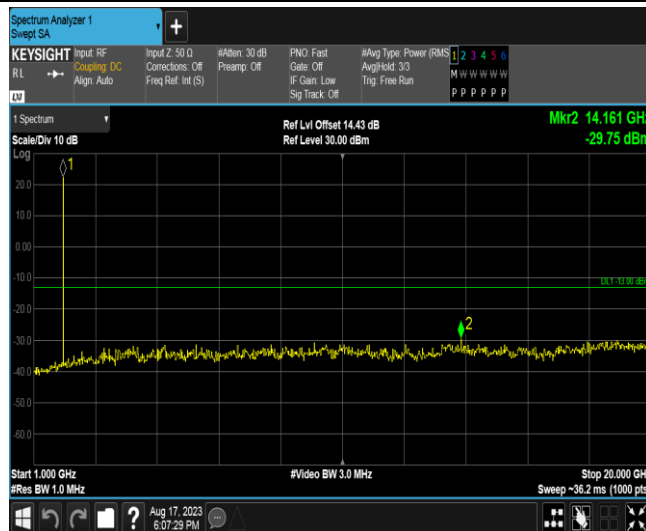 Spectrum Analyzer 1
Swept SA
+
KEYSIGHT Input: RF Input Z: 50 Ω #Atten: 30 dB PNO: Fast #Avg Type: Power (RMS 1 2 3 4 5 6
RL Coupling: DC Corrections: Off Preamp: Off Gate: Off Avg|Hold: 3/3 M W W W W W
Align: Auto Freq Ref: Int (S) IF Gain: Low Trig: Free Run
Sig Track: Off P P P P P P
LXI
1 Spectrum
Ref Lvl Offset 14.43 dB Mkr2 14.161 GHz
Scale/Div 10 dB Ref Level 30.00 dBm -29.75 dBm
Log
1
20.0
10.0
0.00
-10.0
DL1 -13.00 dBm
-20.0
2
-30.0
-40.0
-50.0
-60.0
Start 1.000 GHz #Video BW 3.0 MHz Stop 20.000 GHz
#Res BW 1.0 MHz Sweep ~36.2 ms (1000 pts
? Aug 17, 2023
6:07:29 PM